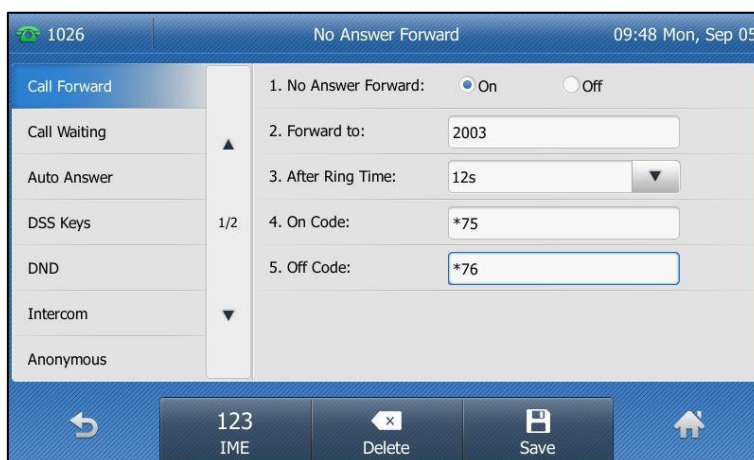 1026 No Answer Forward 09:48 Mon, Sep 05
Call Forward
Call Waiting
Auto Answer
DSS Keys
DND
Intercom
Anonymous
1/2
1. No Answer Forward: On Off
2. Forward to: 2003
3. After Ring Time: 12s
4. On Code: *75
5. Off Code: *76
123
IME
Delete
Save